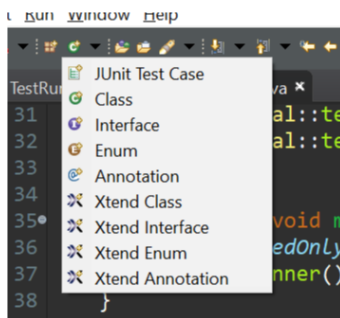 Run Window Help
JUnit Test Case
TestRu
Class
va ×
31
Interface
al::te
32
Enum
al::te
33
Annotation
34
Xtend Class
35
Xtend Interface
void
36
Xtend Enum
edOnly
37
Xtend Annotation
nner()
38 }